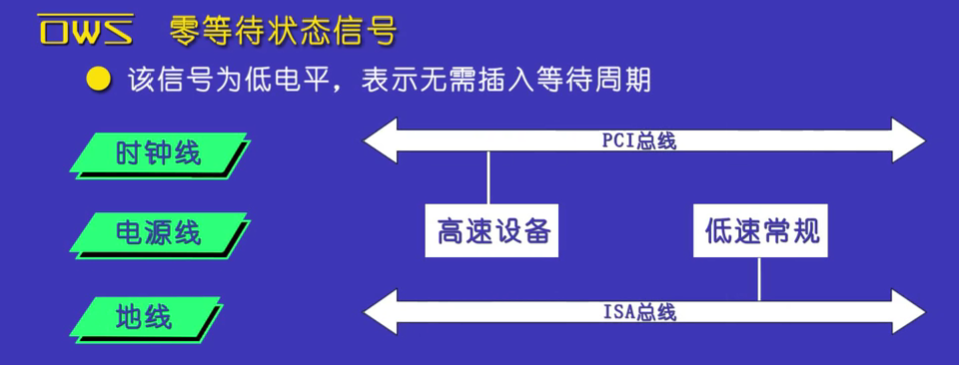 OWS 零等待状态信号
该信号为低电平，表示无需插入等待周期
时钟线
PCI总线
电源线
高速设备
低速常规
地线
ISA总线